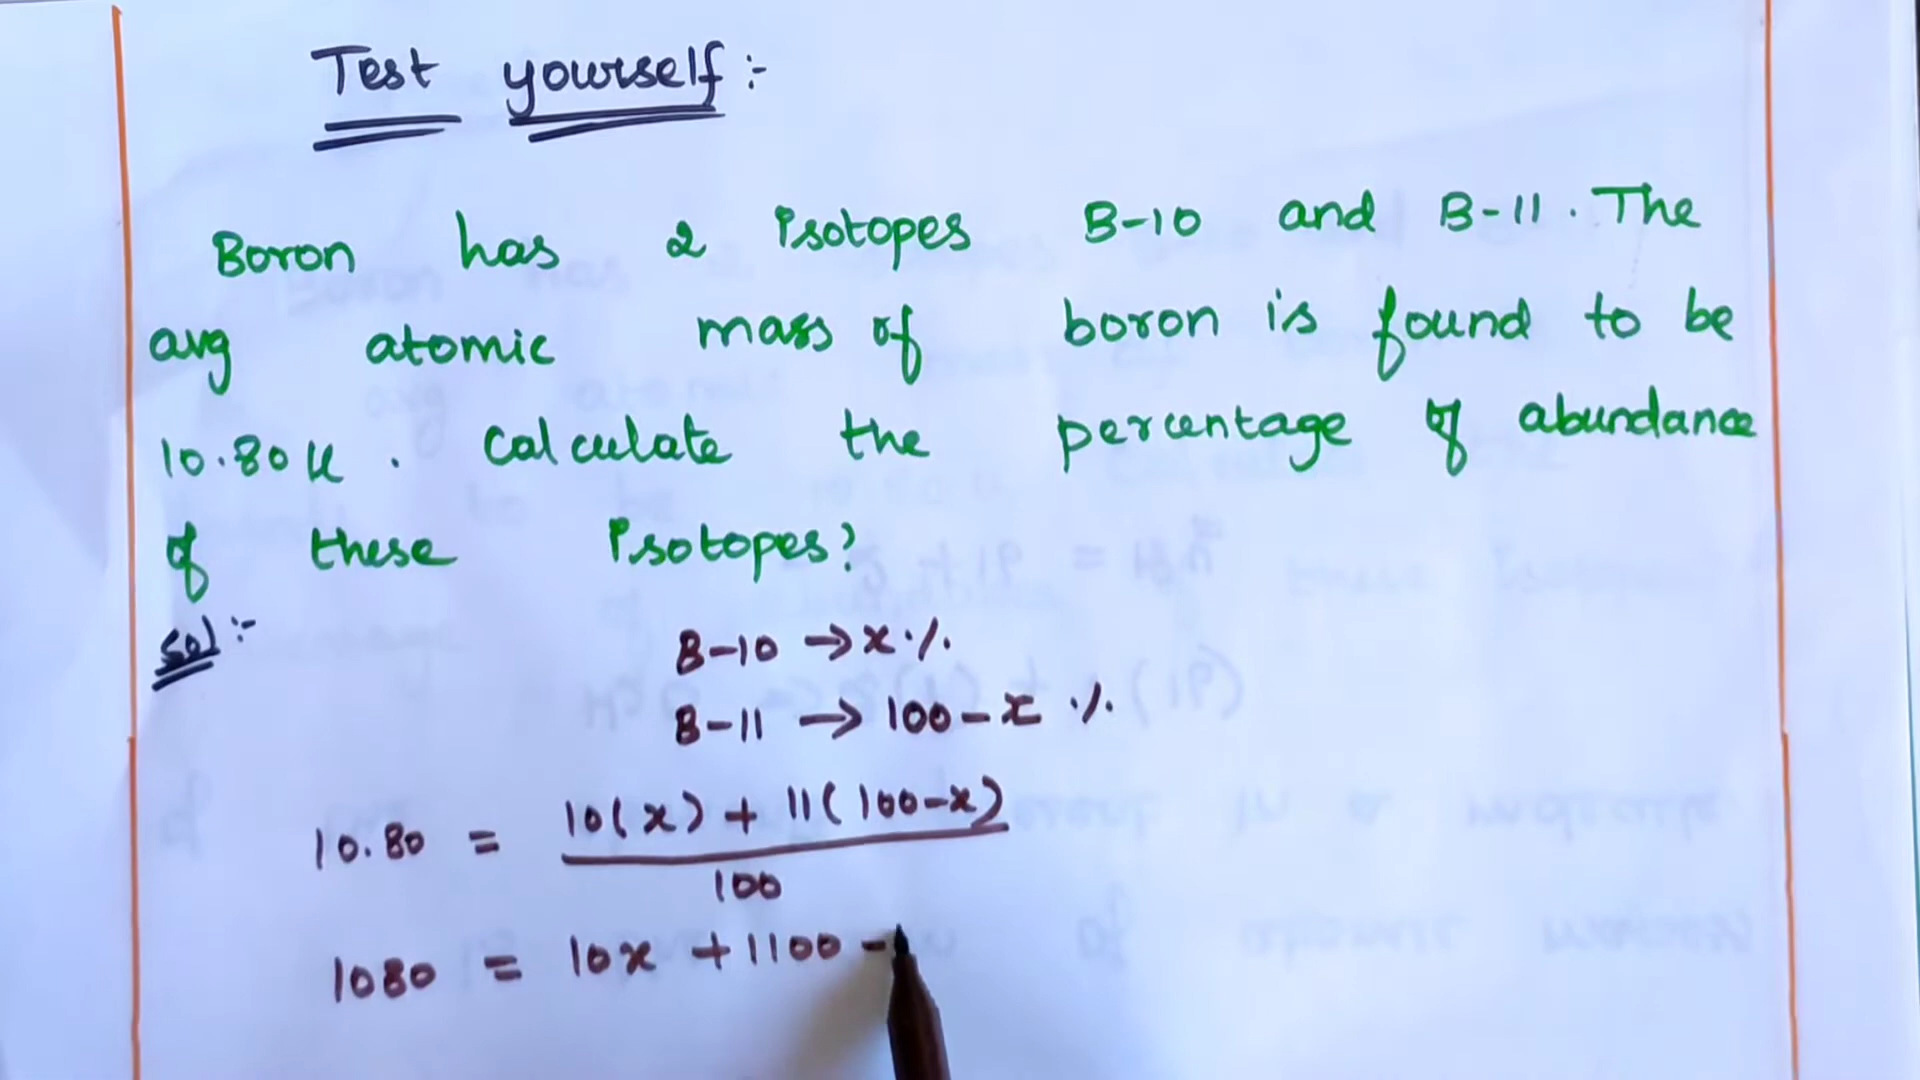 Test yourself :-
Boron has 2 isotopes B-10 and B-11. The
avg atomic mass of boron is found to be
10.80 u. Calculate the percentage of abundance
of these isotopes?
Sol :-
B-10 → x %
B-11 → 100 - x %
10.80 = 10(x) + 11(100-x)
100
1080 = 10x + 1100 -